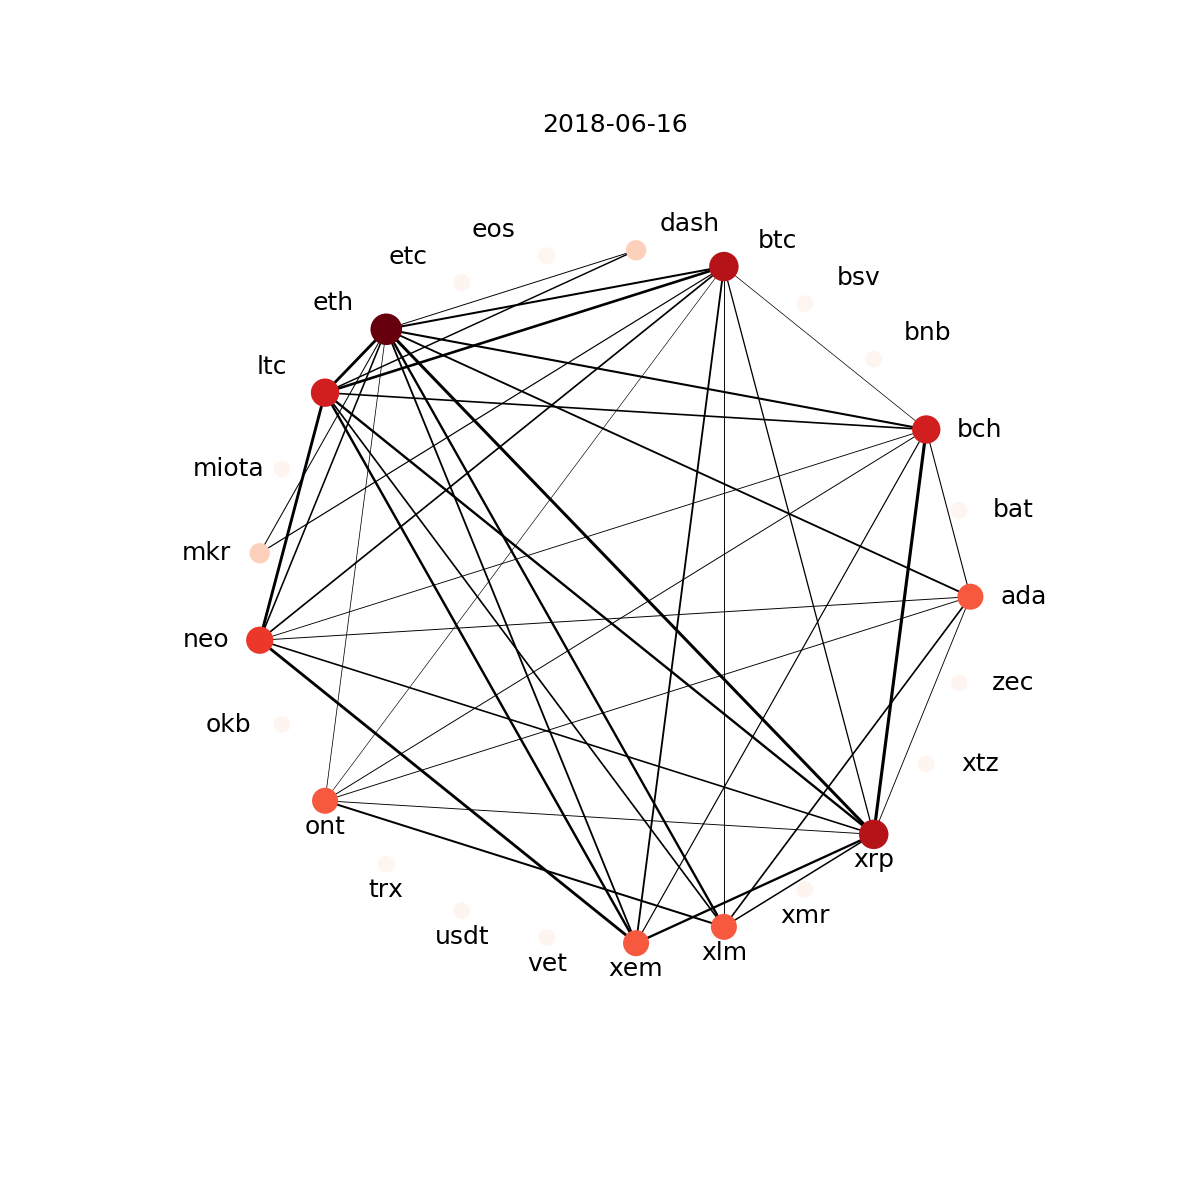 2018-06-16
dash
eos
btc
etc
bsv
eth
bnb
ltc
bch
miota
bat
mkr
ada
neo
zec
okb
xtz
ont
xrp
trx
xmr
usdt
xlm
vet
xem